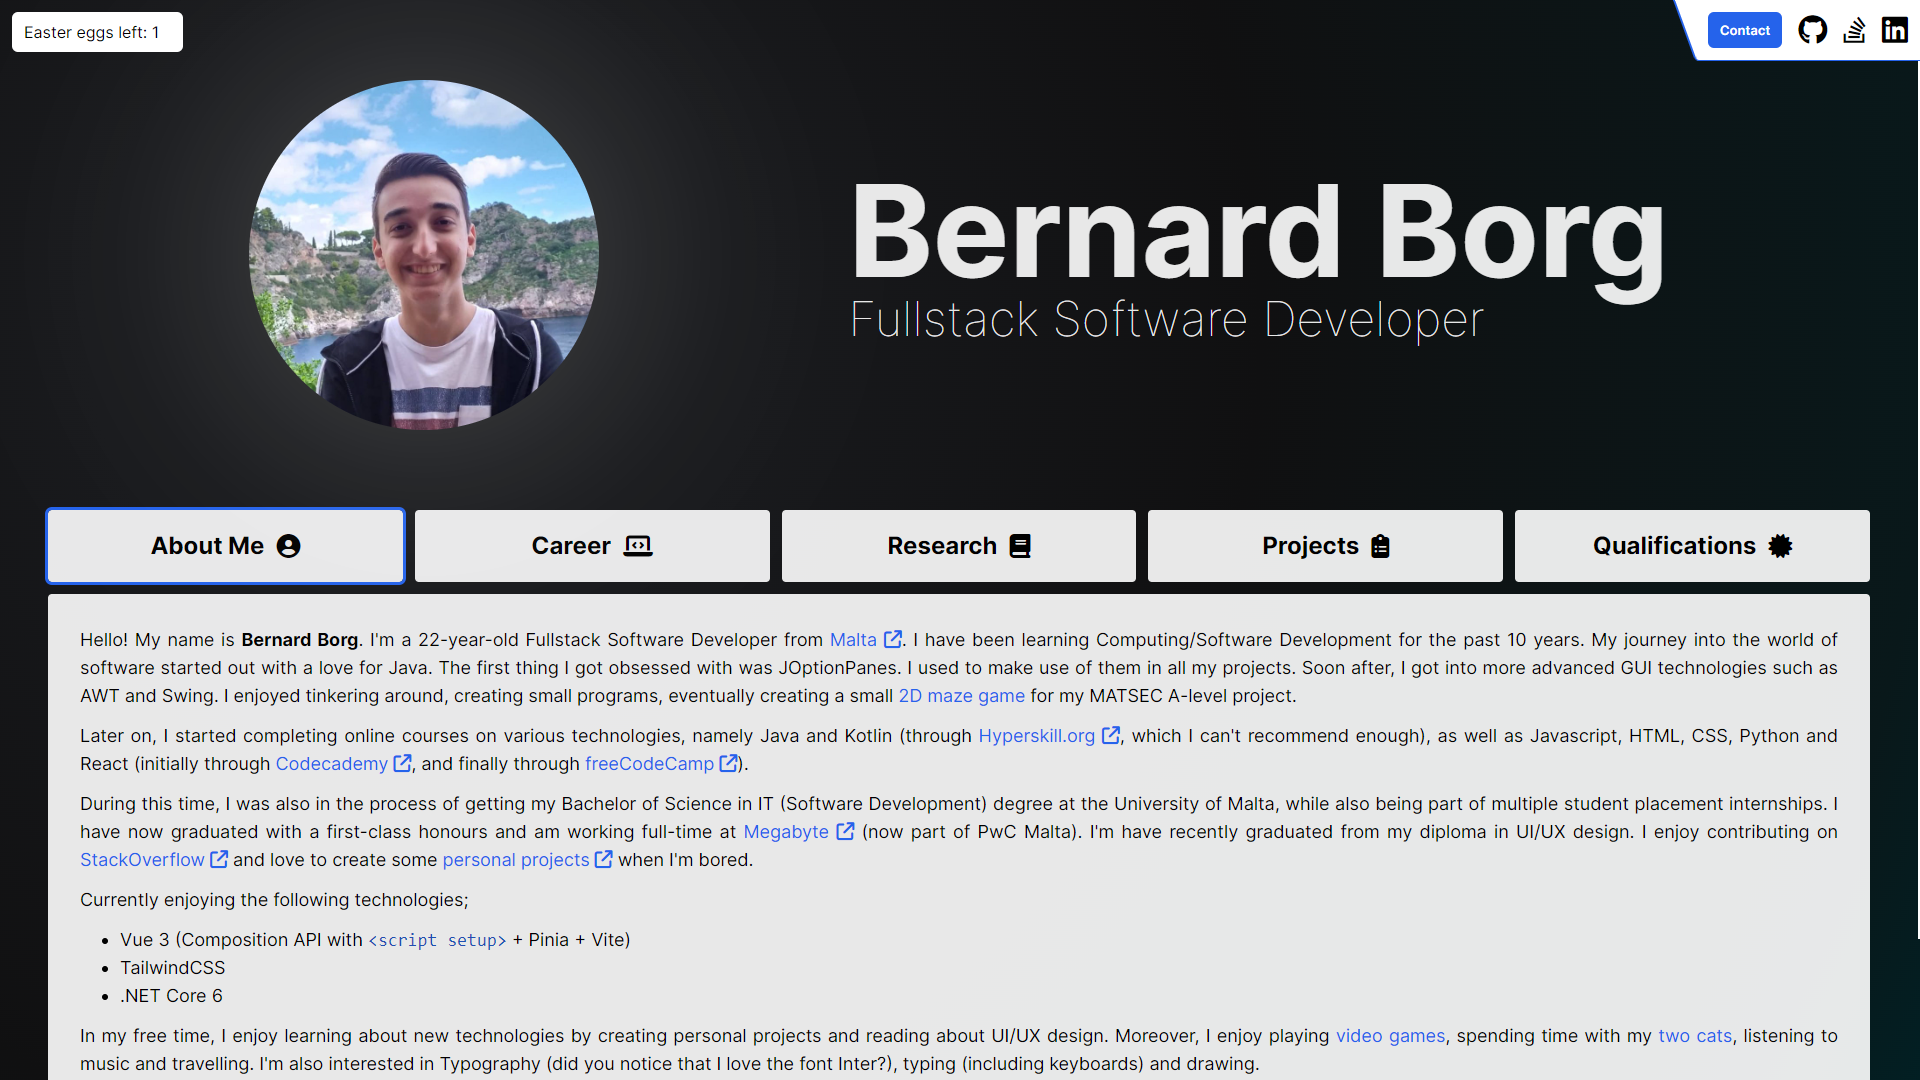 Easter eggs left: 1
Contact
Bernard Borg
Fullstack Software Developer
About Me
Career
Research
Projects
Qualifications
Hello! My name is Bernard Borg. I'm a 22-year-old Fullstack Software Developer from Malta. I have been learning Computing/Software Development for the past 10 years. My journey into the world of
software started out with a love for Java. The first thing I got obsessed with was JOptionPanes. I used to make use of them in all my projects. Soon after, I got into more advanced GUI technologies such as
AWT and Swing. I enjoyed tinkering around, creating small programs, eventually creating a small 2D maze game for my MATSEC A-level project.
Later on, I started completing online courses on various technologies, namely Java and Kotlin (through Hyperskill.org, which I can't recommend enough), as well as Javascript, HTML, CSS, Python and
React (initially through Codecademy, and finally through freeCodeCamp).
During this time, I was also in the process of getting my Bachelor of Science in IT (Software Development) degree at the University of Malta, while also being part of multiple student placement internships. I
have now graduated with a first-class honours and am working full-time at Megabyte (now part of PwC Malta). I'm have recently graduated from my diploma in UI/UX design. I enjoy contributing on
StackOverflow and love to create some personal projects when I'm bored.
Currently enjoying the following technologies;
• Vue 3 (Composition API with <script setup> + Pinia + Vite)
• TailwindCSS
• .NET Core 6
In my free time, I enjoy learning about new technologies by creating personal projects and reading about UI/UX design. Moreover, I enjoy playing video games, spending time with my two cats, listening to
music and travelling. I'm also interested in Typography (did you notice that I love the font Inter?), typing (including keyboards) and drawing.